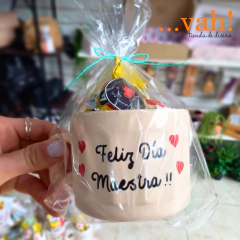 ...vah!
tienda de diseño
Feliz Día
Maestra!!